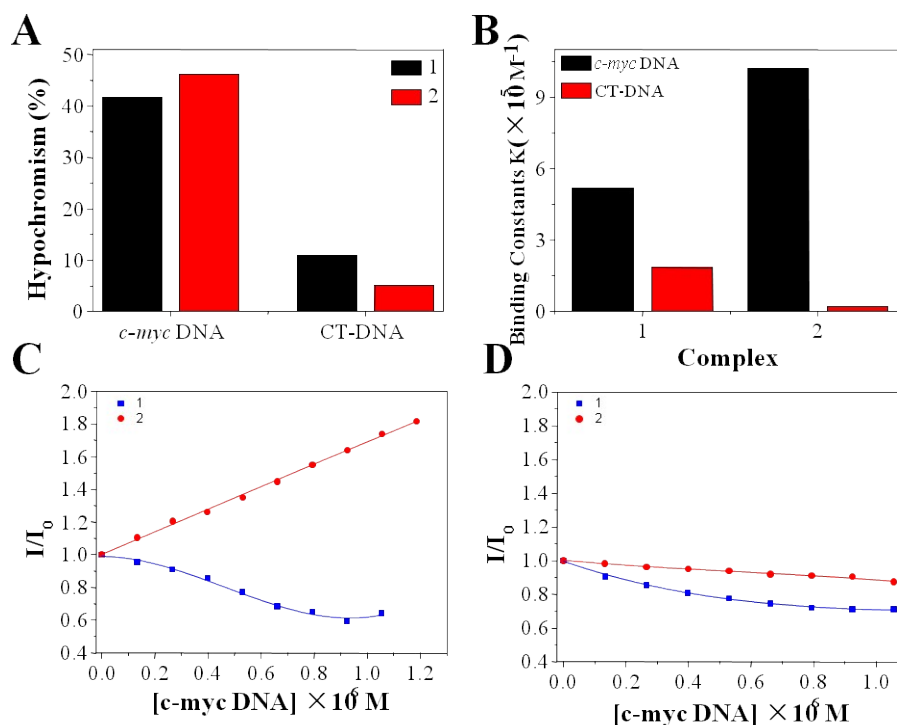 A
Hypochromism (%)
50
40
30
20
10
0
1
2
c-myc DNA
CT-DNA
B
Binding Constants K( ×10⁵ M⁻¹
9
6
3
0
c-myc DNA
CT-DNA
1
2
Complex
C
I/I₀
2.0
1.8
1.6
1.4
1.2
1.0
0.8
0.6
0.4
1
2
0.0 0.2 0.4 0.6 0.8 1.0 1.2
[c-myc DNA] ×10⁶ M
D
I/I₀
2.0
1.8
1.6
1.4
1.2
1.0
0.8
0.6
0.4
1
2
0.0 0.2 0.4 0.6 0.8 1.0
[c-myc DNA] ×10⁶ M